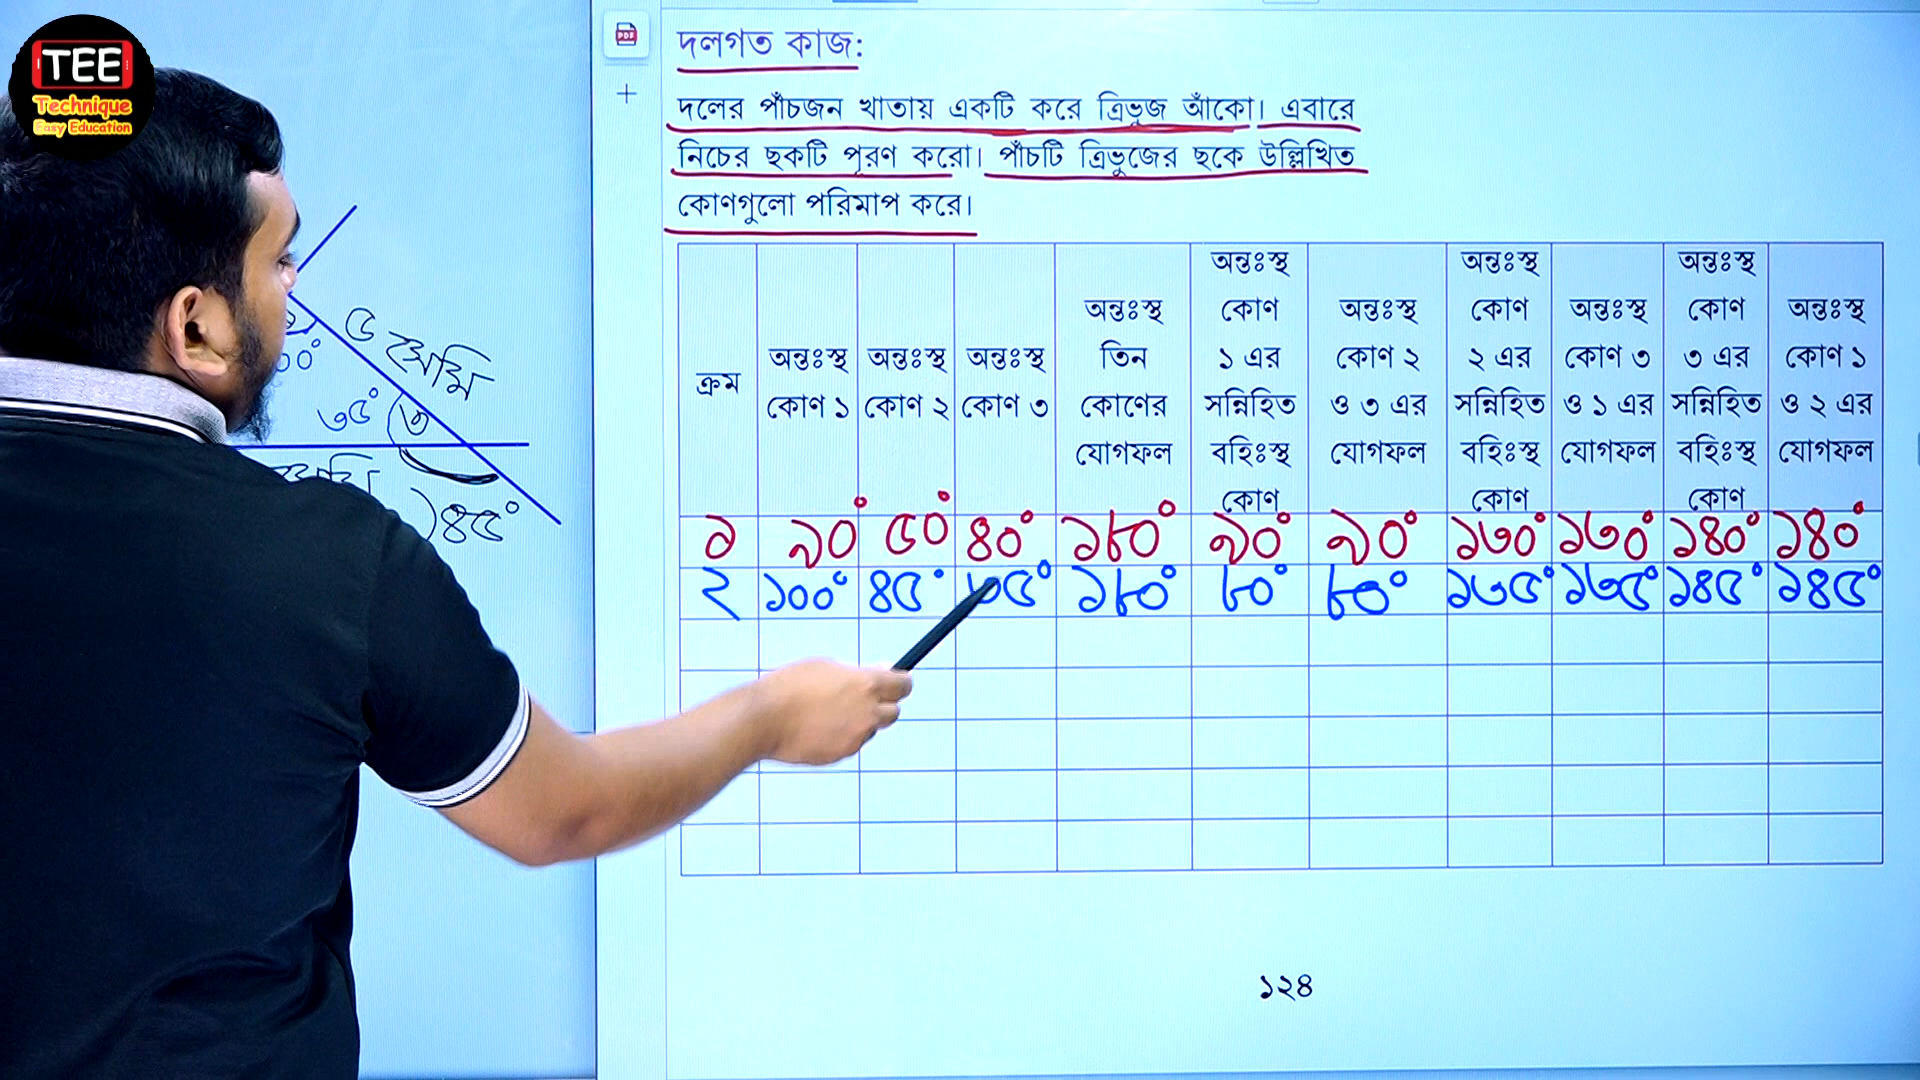 TEE
Technique
Easy Education
দলগত কাজ:
দলের পাঁচজন খাতায় একটি করে ত্রিভুজ আঁকো। এবারে
নিচের ছকটি পূরণ করো। পাঁচটি ত্রিভুজের ছকে উল্লিখিত
কোণগুলো পরিমাপ করে।
ক্রম
অন্তঃস্থ
কোণ ১
অন্তঃস্থ
কোণ ২
অন্তঃস্থ
কোণ ৩
অন্তঃস্থ
তিন
কোণের
যোগফল
অন্তঃস্থ
কোণ
১ এর
সন্নিহিত
বহিঃস্থ
কোণ
অন্তঃস্থ
কোণ ২
ও ৩ এর
যোগফল
অন্তঃস্থ
কোণ
২ এর
সন্নিহিত
বহিঃস্থ
কোণ
অন্তঃস্থ
কোণ ৩
ও ১ এর
যোগফল
অন্তঃস্থ
কোণ
৩ এর
সন্নিহিত
বহিঃস্থ
কোণ
অন্তঃস্থ
কোণ ১
ও ২ এর
যোগফল
১ ৯০° ৫০° ৪০° ১৮০° ৯০° ৯০° ১৩০° ১৩০° ১৪০° ১৪০°
২ ১০০° ৪৫° ৩৫° ১৮০° ৮০° ৮০° ১৩৫° ১৩৫° ১৪৫° ১৪৫°
৫ সেমি
৩৫° ৩
১৪৫°
১২৪